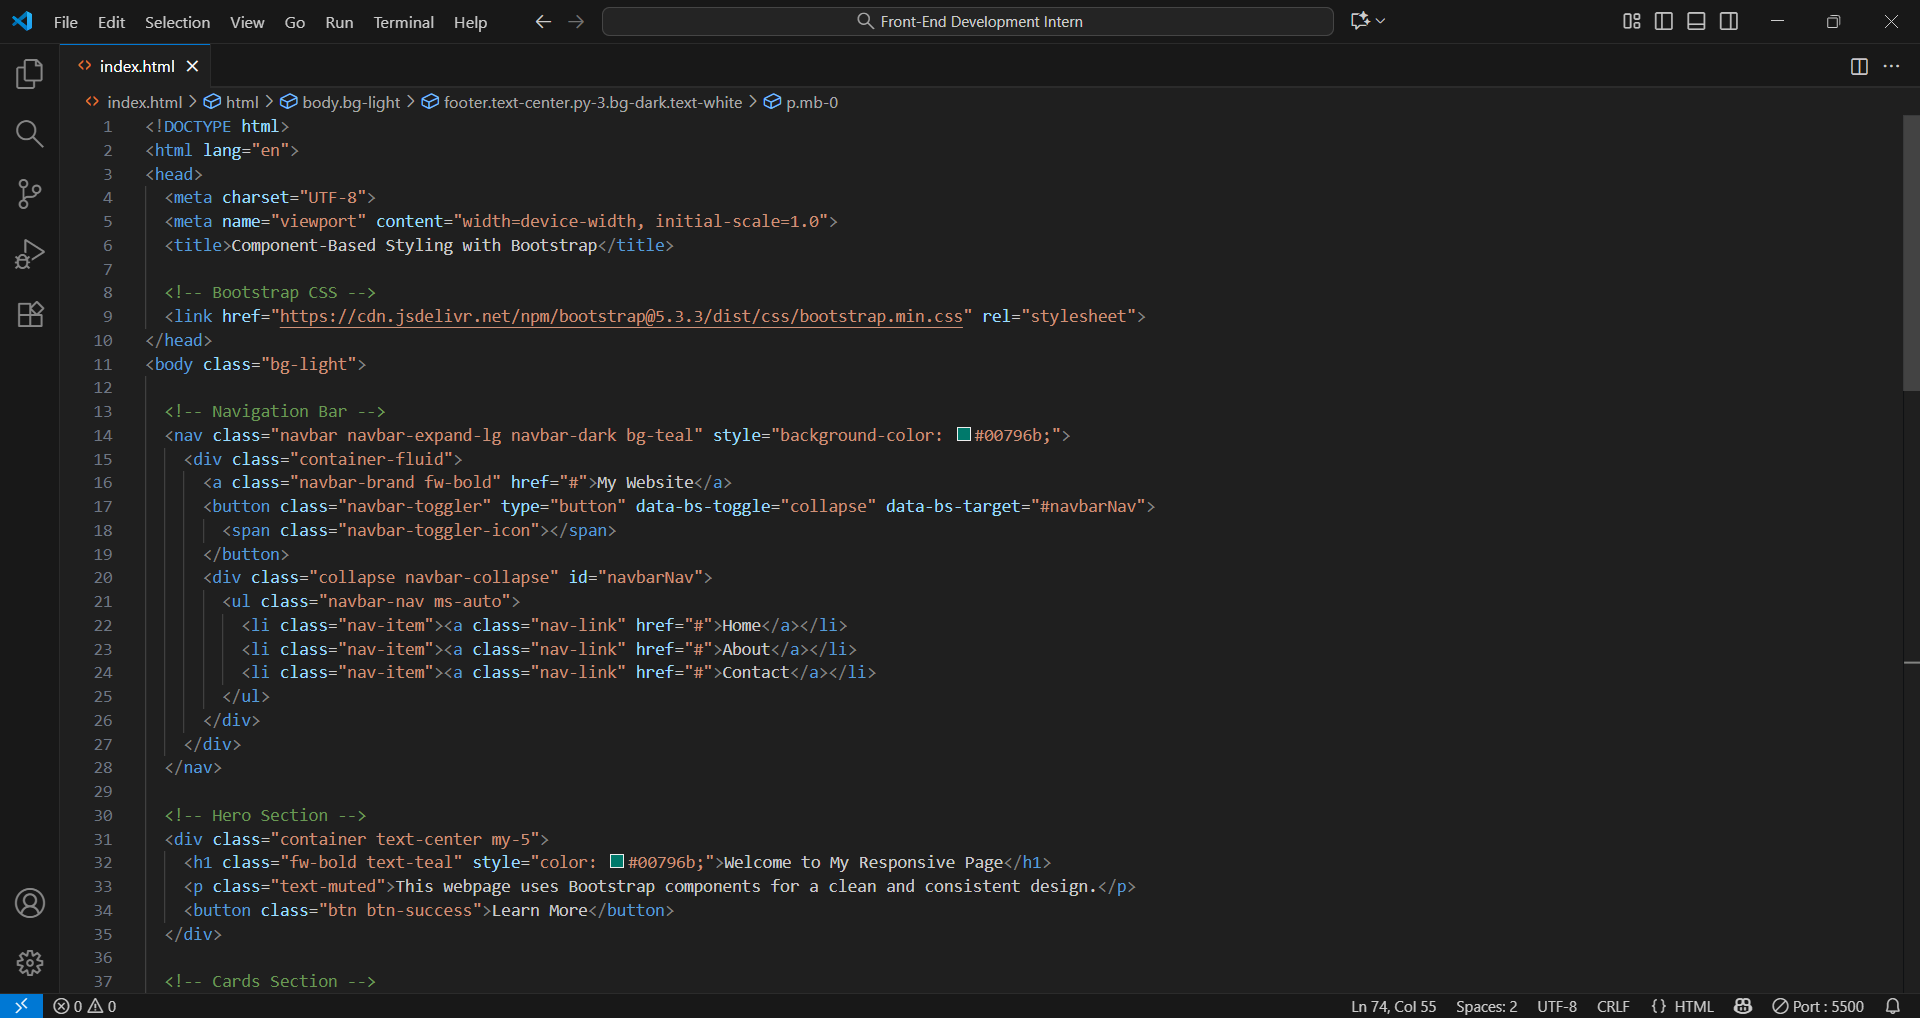 File Edit Selection View Go Run Terminal Help
Front-End Development Intern
index.html
index.html > html > body.bg-light > footer.text-center.py-3.bg-dark.text-white > p.mb-0
1 <!DOCTYPE html>
2 <html lang="en">
3 <head>
4 <meta charset="UTF-8">
5 <meta name="viewport" content="width=device-width, initial-scale=1.0">
6 <title>Component-Based Styling with Bootstrap</title>
7
8 <!-- Bootstrap CSS -->
9 <link href="https://cdn.jsdelivr.net/npm/bootstrap@5.3.3/dist/css/bootstrap.min.css" rel="stylesheet">
10 </head>
11 <body class="bg-light">
12
13 <!-- Navigation Bar -->
14 <nav class="navbar navbar-expand-lg navbar-dark bg-teal" style="background-color: #00796b;">
15 <div class="container-fluid">
16 <a class="navbar-brand fw-bold" href="#">My Website</a>
17 <button class="navbar-toggler" type="button" data-bs-toggle="collapse" data-bs-target="#navbarNav">
18 <span class="navbar-toggler-icon"></span>
19 </button>
20 <div class="collapse navbar-collapse" id="navbarNav">
21 <ul class="navbar-nav ms-auto">
22 <li class="nav-item"><a class="nav-link" href="#">Home</a></li>
23 <li class="nav-item"><a class="nav-link" href="#">About</a></li>
24 <li class="nav-item"><a class="nav-link" href="#">Contact</a></li>
25 </ul>
26 </div>
27 </div>
28 </nav>
29
30 <!-- Hero Section -->
31 <div class="container text-center my-5">
32 <h1 class="fw-bold text-teal" style="color: #00796b;">Welcome to My Responsive Page</h1>
33 <p class="text-muted">This webpage uses Bootstrap components for a clean and consistent design.</p>
34 <button class="btn btn-success">Learn More</button>
35 </div>
36
37 <!-- Cards Section -->
0 0 Ln 74, Col 55 Spaces: 2 UTF-8 CRLF {} HTML Port : 5500